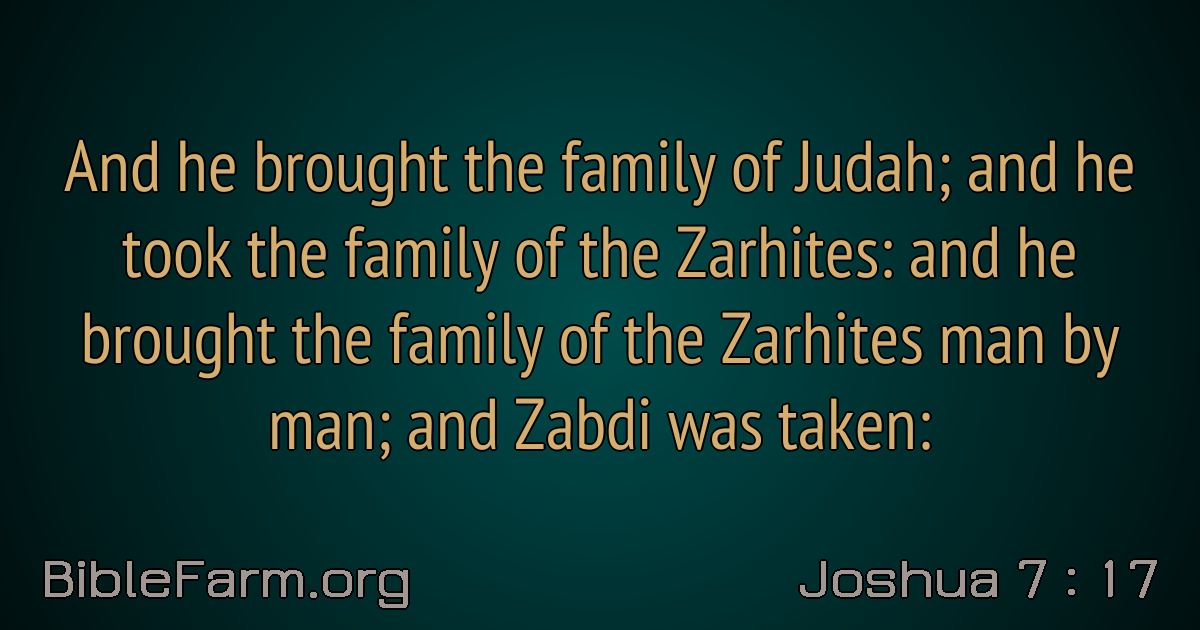 And he brought the family of Judah; and he
took the family of the Zarhites: and he
brought the family of the Zarhites man by
man; and Zabdi was taken:
BibleFarm.org
Joshua 7 : 17